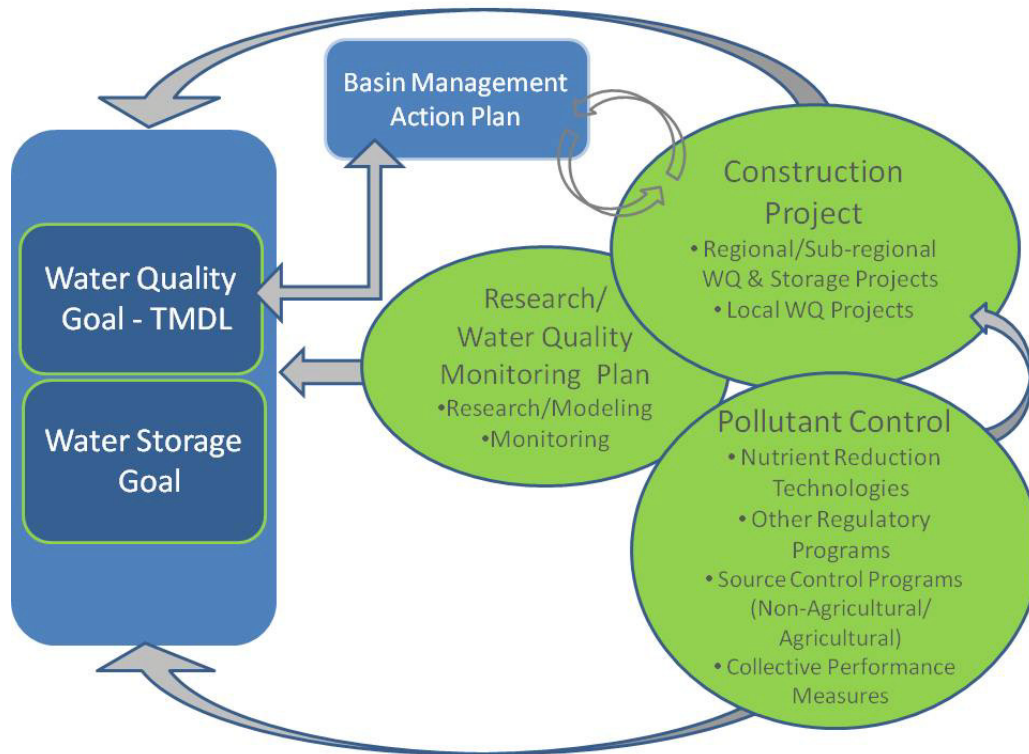 Basin Management
Action Plan
Water Quality
Goal - TMDL
Water Storage
Goal
Research/
Water Quality
Monitoring Plan
•Research/Modeling
•Monitoring
Construction
Project
• Regional/Sub-regional
WQ & Storage Projects
• Local WQ Projects
Pollutant Control
• Nutrient Reduction
Technologies
• Other Regulatory
Programs
• Source Control Programs
(Non-Agricultural/
Agricultural)
• Collective Performance
Measures